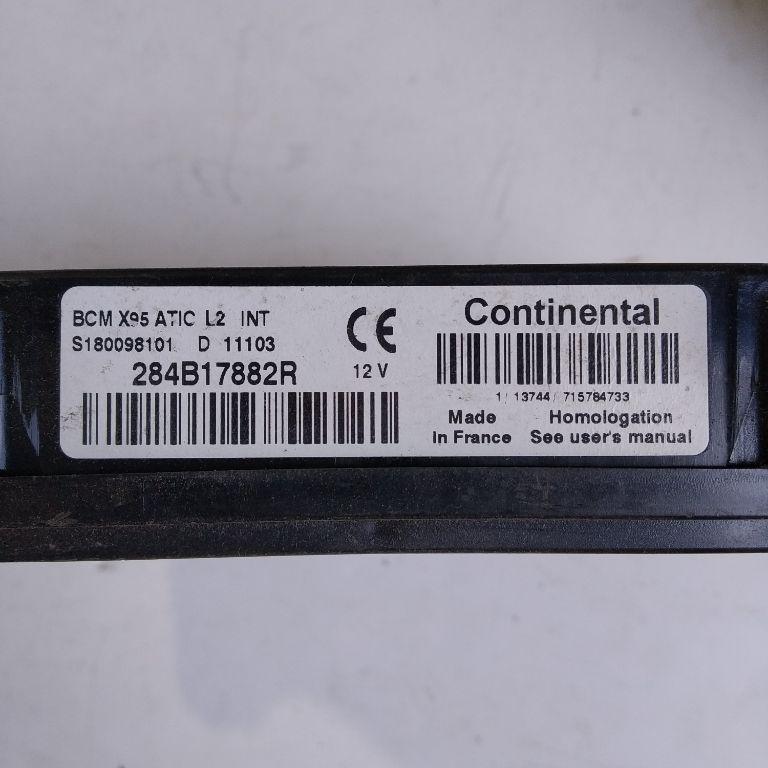 BCM X95 ATIC L2 INT
S180098101 D 11103
284B17882R
CE
12 V
Continental
1/ 13744/ 715784733
Made
in France
Homologation
See user's manual